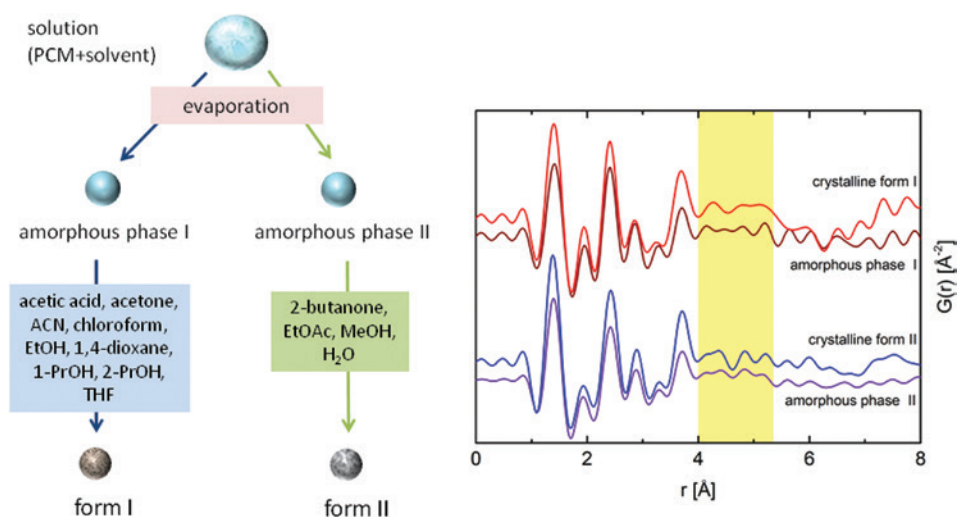 solution
(PCM+solvent)
evaporation
amorphous phase I
amorphous phase II
acetic acid, acetone,
ACN, chloroform,
EtOH, 1,4-dioxane,
1-PrOH, 2-PrOH,
THF
2-butanone,
EtOAc, MeOH,
H₂O
form I
form II
crystalline form I
amorphous phase I
crystalline form II
amorphous phase II
G(r) [Å⁻²]
0 2 4 6 8
r [Å]